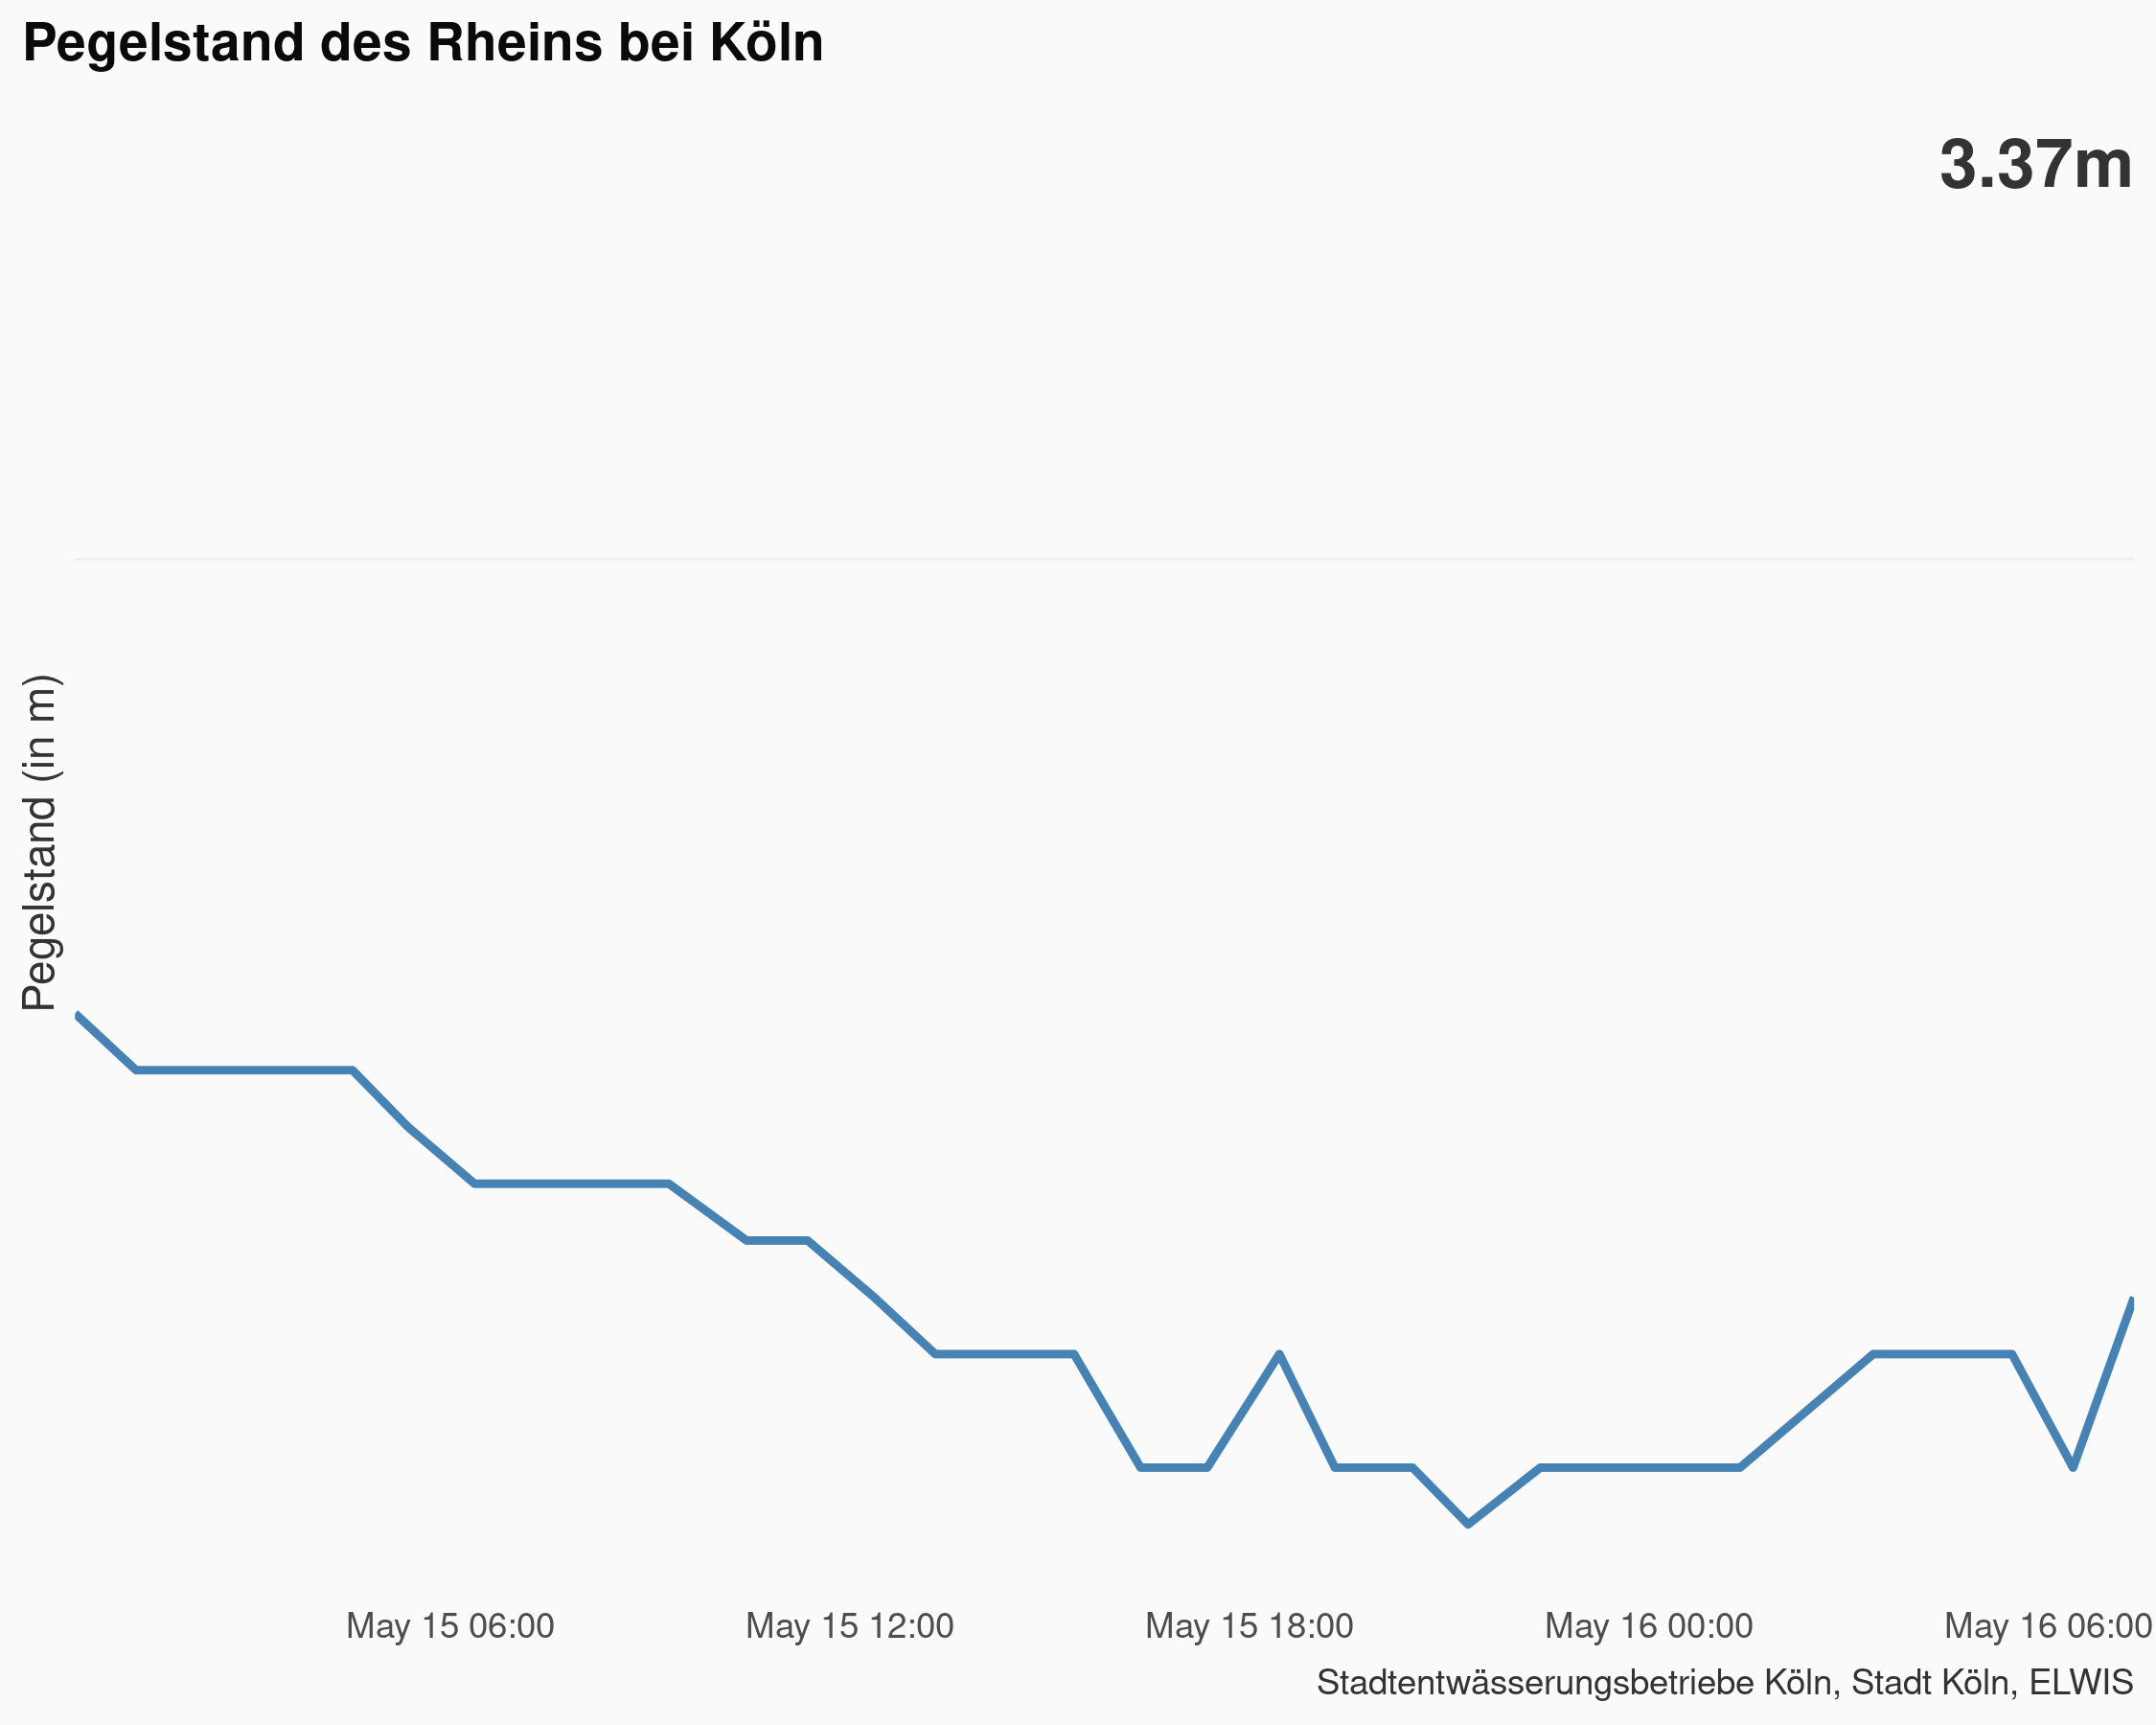 Pegelstand des Rheins bei Köln
3.37m
Pegelstand (in m)
May 15 06:00 May 15 12:00 May 15 18:00 May 16 00:00 May 16 06:00
Stadtentwässerungsbetriebe Köln, Stadt Köln, ELWIS